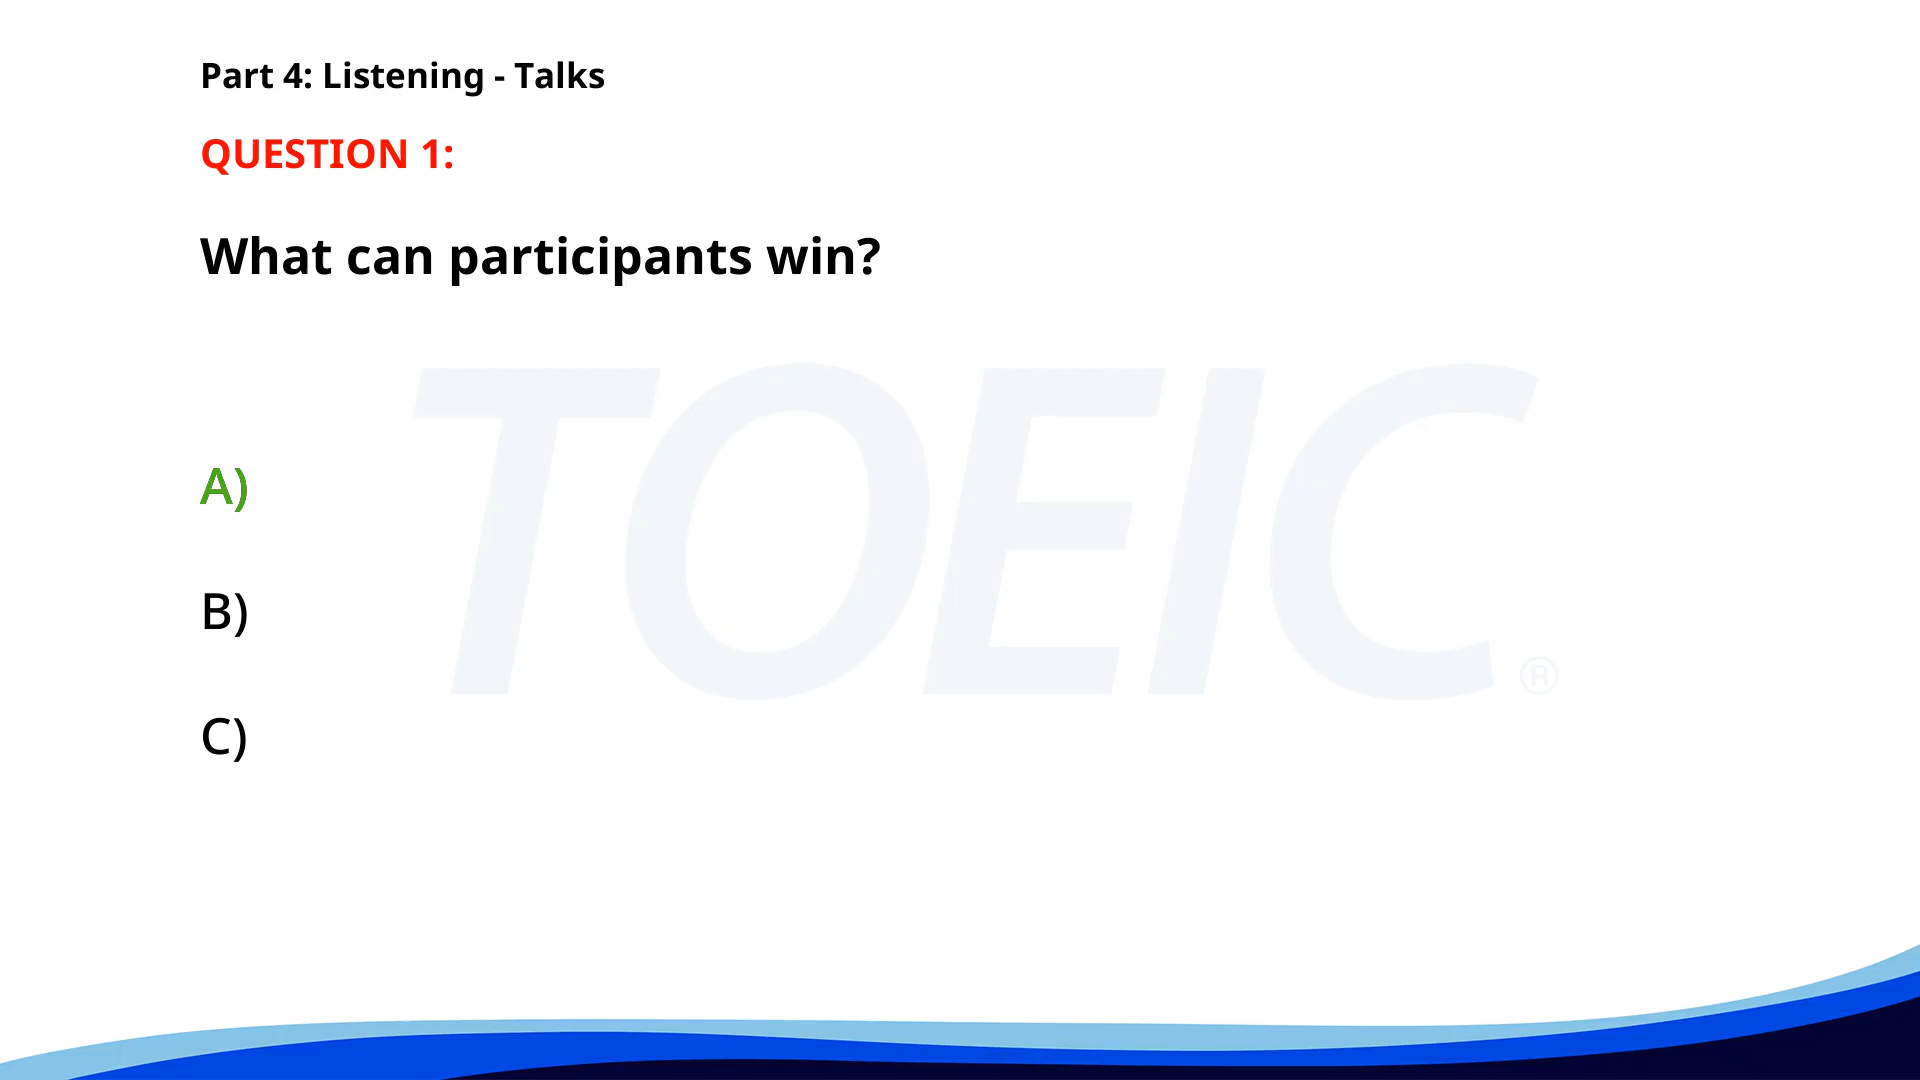 Part 4: Listening - Talks
QUESTION 1:
What can participants win?
TOEIC®
A)
B)
C)